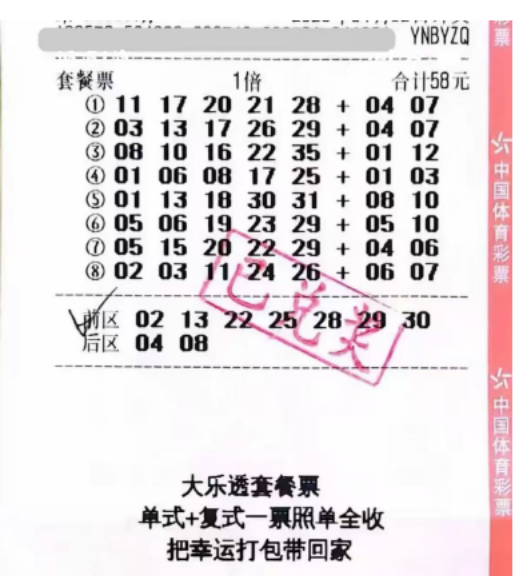 YNBYZQ
套餐票 1倍 合计58元
① 11 17 20 21 28 + 04 07
② 03 13 17 26 29 + 04 07
③ 08 10 16 22 35 + 01 12
④ 01 06 08 17 25 + 01 03
⑤ 01 13 18 30 31 + 08 10
⑥ 05 06 19 23 29 + 05 10
⑦ 05 15 20 22 29 + 04 06
⑧ 02 03 11 24 26 + 06 07
前区 02 13 22 25 28 29 30
后区 04 08
已兑奖
大乐透套餐票
单式+复式一票照单全收
把幸运打包带回家
票
中国体育彩票
中国体育彩票